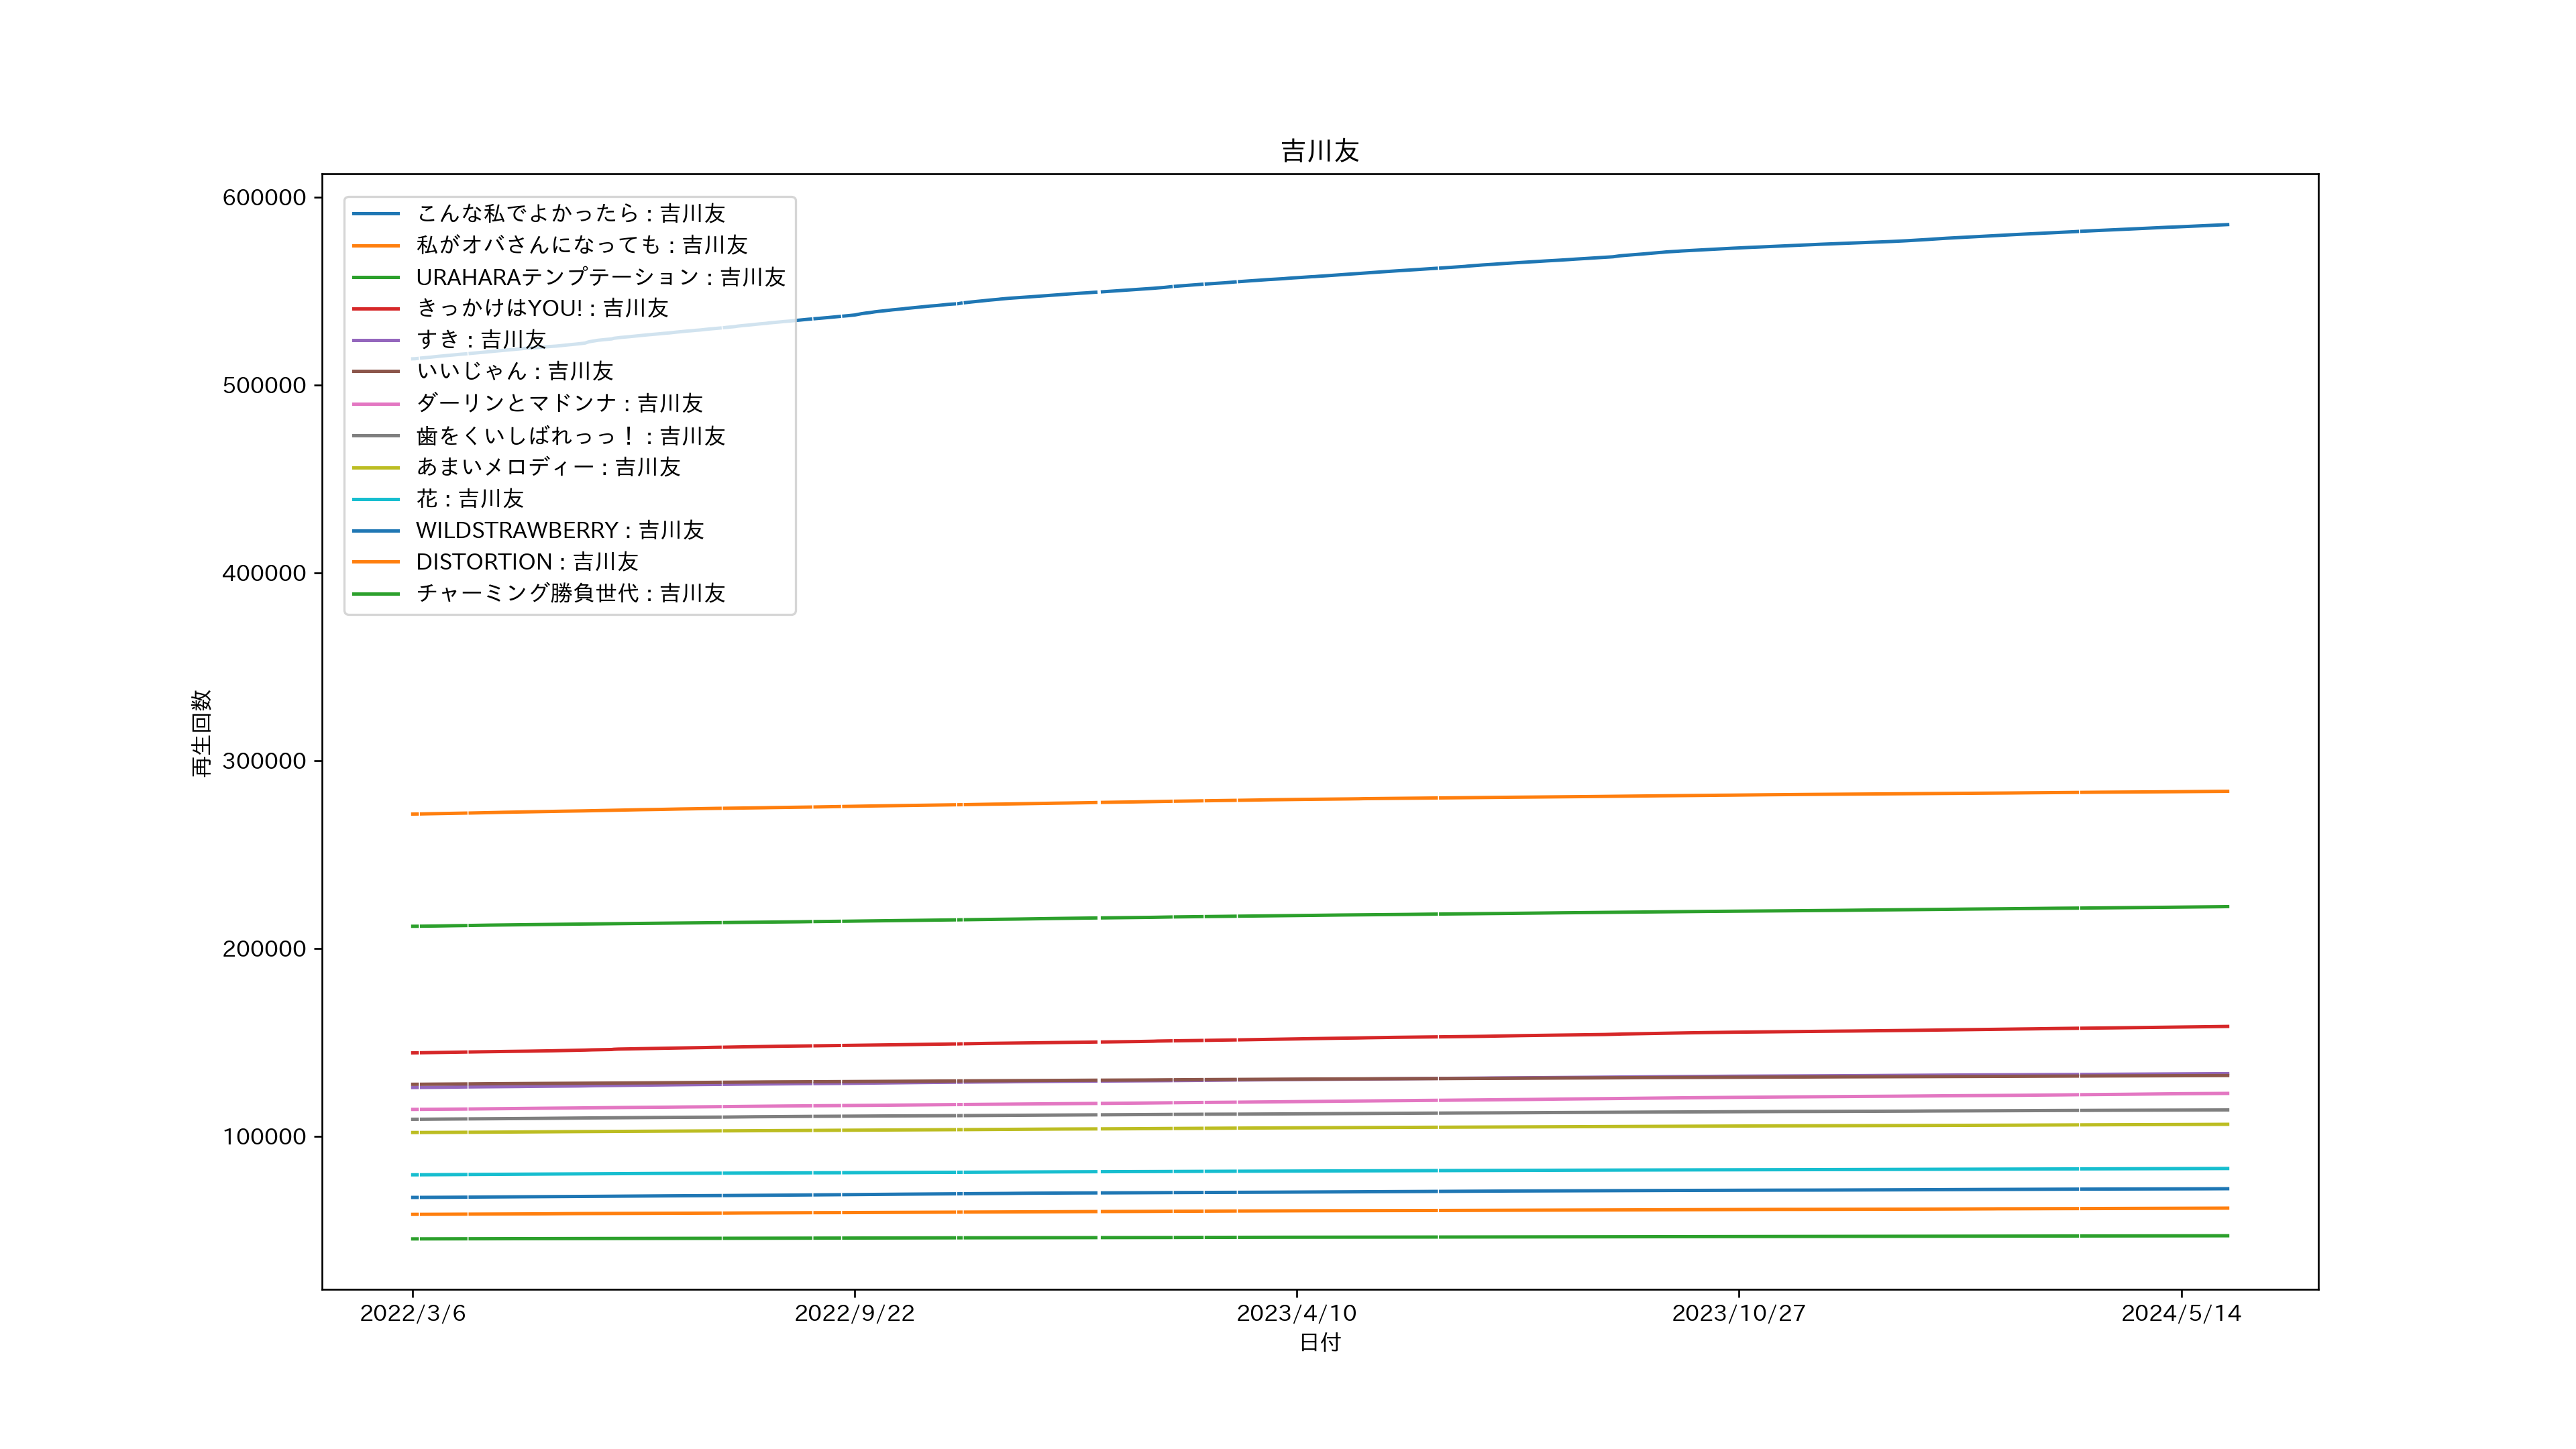 吉川友
600000
500000
400000
300000
200000
100000
再生回数
こんな私でよかったら : 吉川友
私がオバさんになっても : 吉川友
URAHARAテンプテーション : 吉川友
きっかけはYOU! : 吉川友
すき : 吉川友
いいじゃん : 吉川友
ダーリンとマドンナ : 吉川友
歯をくいしばれっっ！ : 吉川友
あまいメロディー : 吉川友
花 : 吉川友
WILDSTRAWBERRY : 吉川友
DISTORTION : 吉川友
チャーミング勝負世代 : 吉川友
2022/3/6 2022/9/22 2023/4/10 2023/10/27 2024/5/14
日付